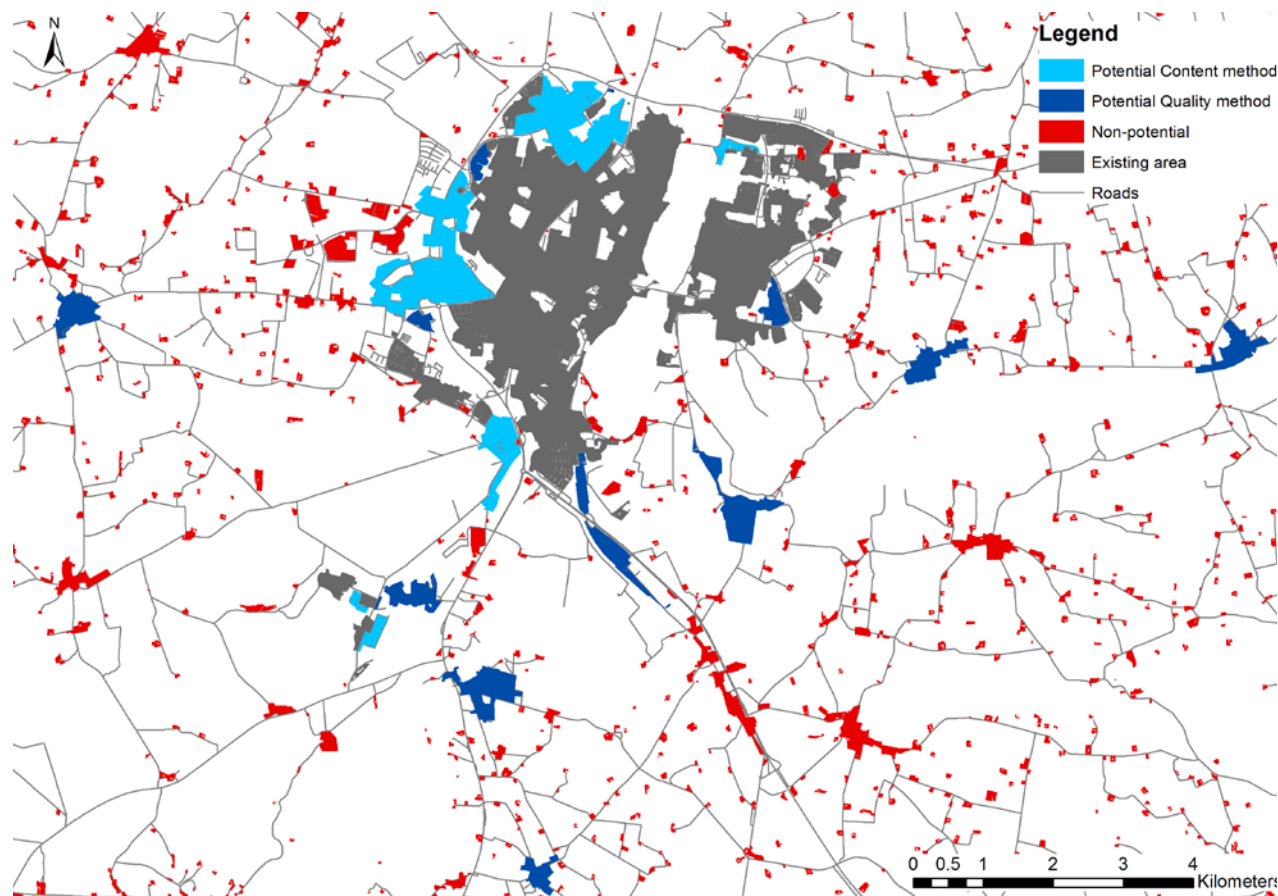 N
Legend
Potential Content method
Potential Quality method
Non-potential
Existing area
Roads
0 0.5 1 2 3 4
Kilometers